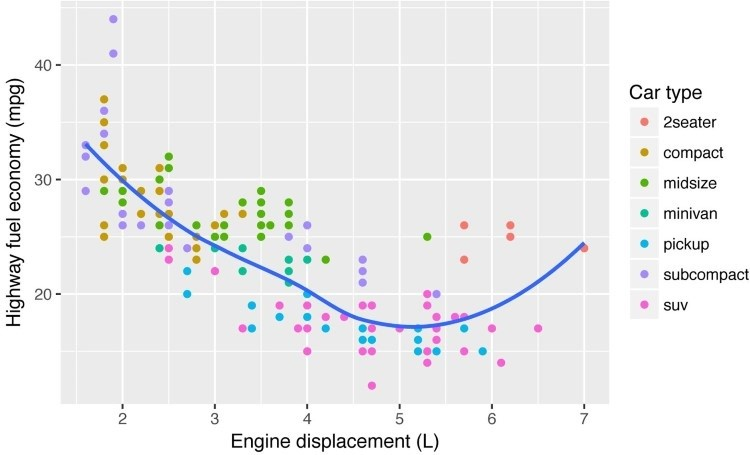 40
30
20
Highway fuel economy (mpg)
2 3 4 5 6 7
Engine displacement (L)
Car type
2seater
compact
midsize
minivan
pickup
subcompact
suv